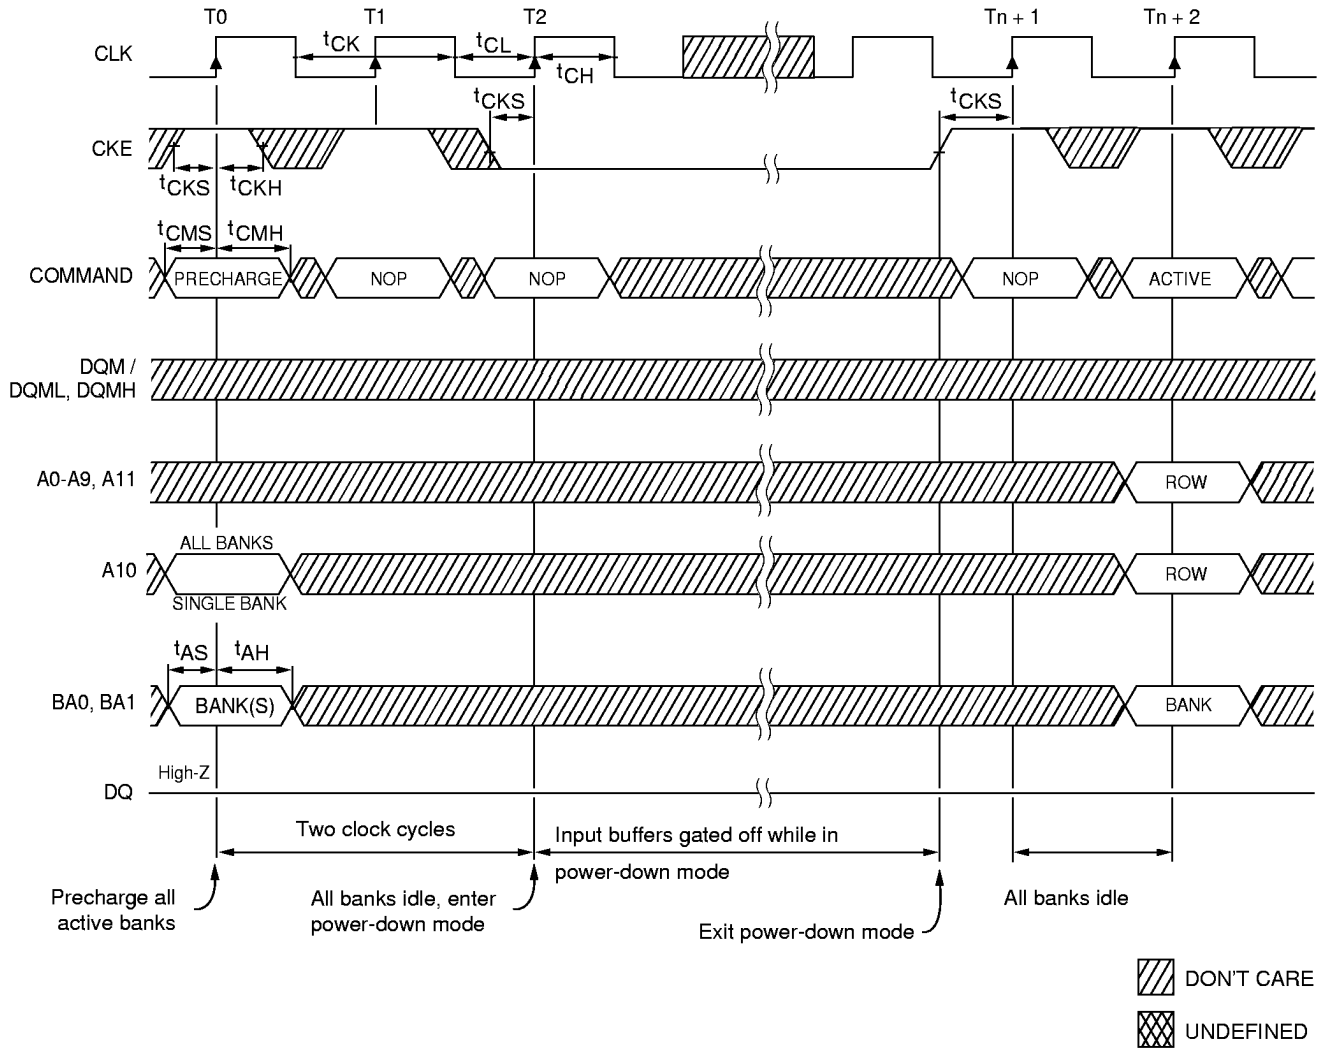 T0 T1 T2 Tn + 1 Tn + 2
CLK tCK tCL tCH
tCKS tCKS
CKE
tCKS tCKH
tCMS tCMH
COMMAND PRECHARGE NOP NOP NOP ACTIVE
DQM /
DQML, DQMH
A0-A9, A11 ROW
ALL BANKS
A10 ROW
SINGLE BANK
tAS tAH
BA0, BA1 BANK(S) BANK
High-Z
DQ
Two clock cycles
Input buffers gated off while in
power-down mode
Precharge all
active banks
All banks idle, enter
power-down mode
Exit power-down mode
All banks idle
DON'T CARE
UNDEFINED